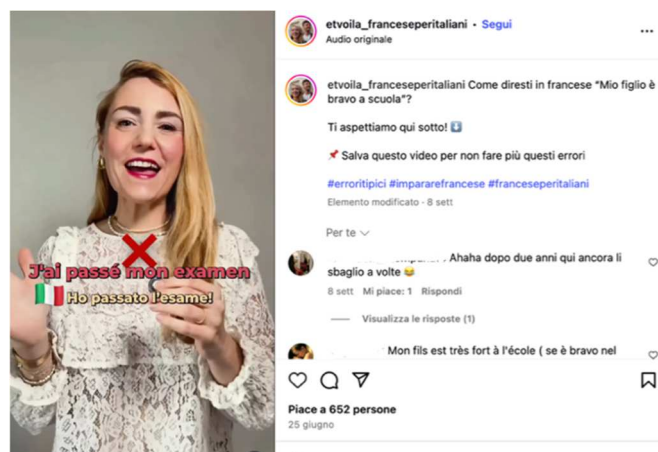 J'ai passé mon examen
Ho passato l'esame!
etvoila_franceseperitaliani • Segui
Audio originale
etvoila_franceseperitaliani Come diresti in francese "Mio figlio è
bravo a scuola"?
Ti aspettiamo qui sotto! ⬇️
📌 Salva questo video per non fare più questi errori
#erroritipici #impararefrancese #franceseperitaliani
Elemento modificato · 8 sett
Per te
Ahaha dopo due anni qui ancora li
sbaglio a volte 😂
8 sett Mi piace: 1 Rispondi
Visualizza le risposte (1)
Mon fils est très fort à l'école ( se è bravo nel
Piace a 652 persone
25 giugno